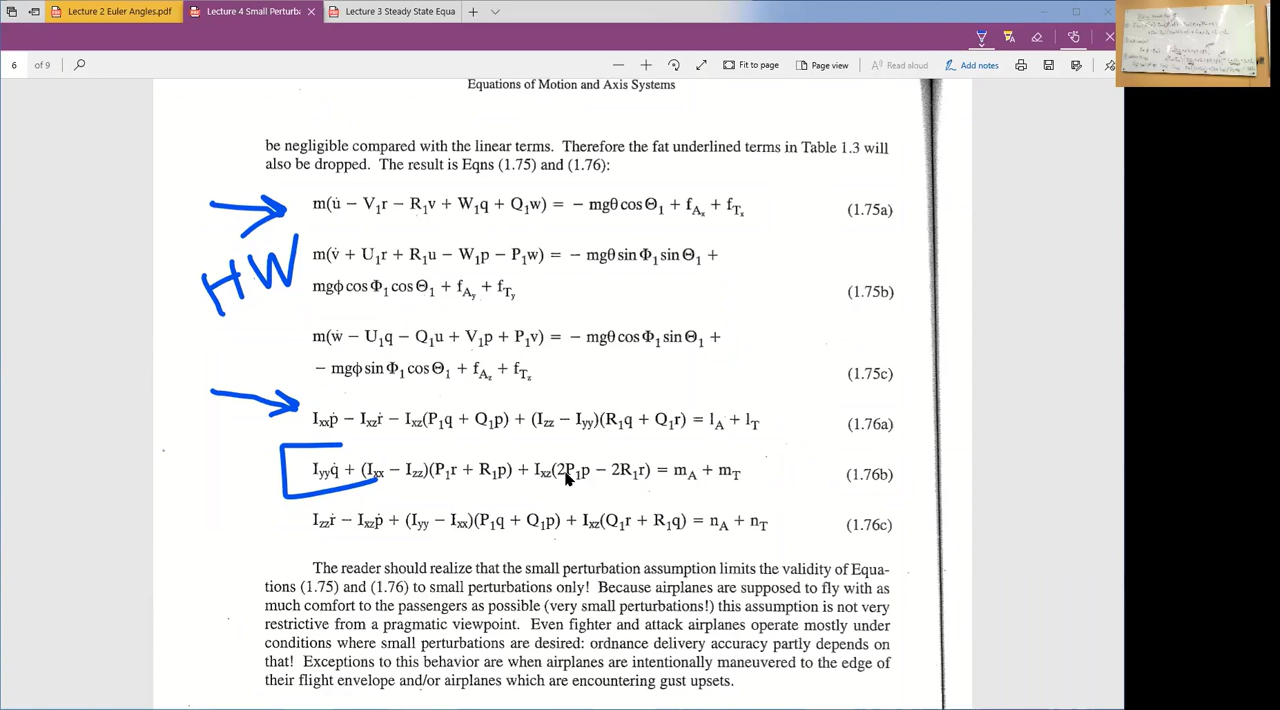 Lecture 2 Euler Angles.pdf
Lecture 4 Small Perturba
Lecture 3 Steady State Equa
6 of 9
Fit to page
Page view
Read aloud
Add notes
Equations of Motion and Axis Systems
be negligible compared with the linear terms. Therefore the fat underlined terms in Table 1.3 will
also be dropped. The result is Eqns (1.75) and (1.76):
m(u̇ − V₁r − R₁v + W₁q + Q₁w) = − mgθ cos Θ₁ + f_Aₓ + f_Tₓ (1.75a)
HW
m(v̇ + U₁r + R₁u − W₁p − P₁w) = − mgθ sin Φ₁ sin Θ₁ +
mgϕ cos Φ₁ cos Θ₁ + f_A_y + f_T_y (1.75b)
m(ẇ − U₁q − Q₁u + V₁p + P₁v) = − mgθ cos Φ₁ sin Θ₁ +
− mgϕ sin Φ₁ cos Θ₁ + f_A_z + f_T_z (1.75c)
I_xxṗ − I_xzṙ − I_xz(P₁q + Q₁p) + (I_zz − I_yy)(R₁q + Q₁r) = l_A + l_T (1.76a)
I_yyq̇ + (I_xx − I_zz)(P₁r + R₁p) + I_xz(2P₁p − 2R₁r) = m_A + m_T (1.76b)
I_zzṙ − I_xzṗ + (I_yy − I_xx)(P₁q + Q₁p) + I_xz(Q₁r + R₁q) = n_A + n_T (1.76c)
The reader should realize that the small perturbation assumption limits the validity of Equa-
tions (1.75) and (1.76) to small perturbations only! Because airplanes are supposed to fly with as
much comfort to the passengers as possible (very small perturbations!) this assumption is not very
restrictive from a pragmatic viewpoint. Even fighter and attack airplanes operate mostly under
conditions where small perturbations are desired: ordnance delivery accuracy partly depends on
that! Exceptions to this behavior are when airplanes are intentionally maneuvered to the edge of
their flight envelope and/or airplanes which are encountering gust upsets.